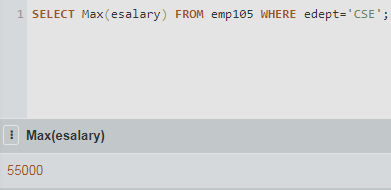 1 SELECT Max(esalary) FROM emp105 WHERE edept='CSE';
⋮ Max(esalary)
55000